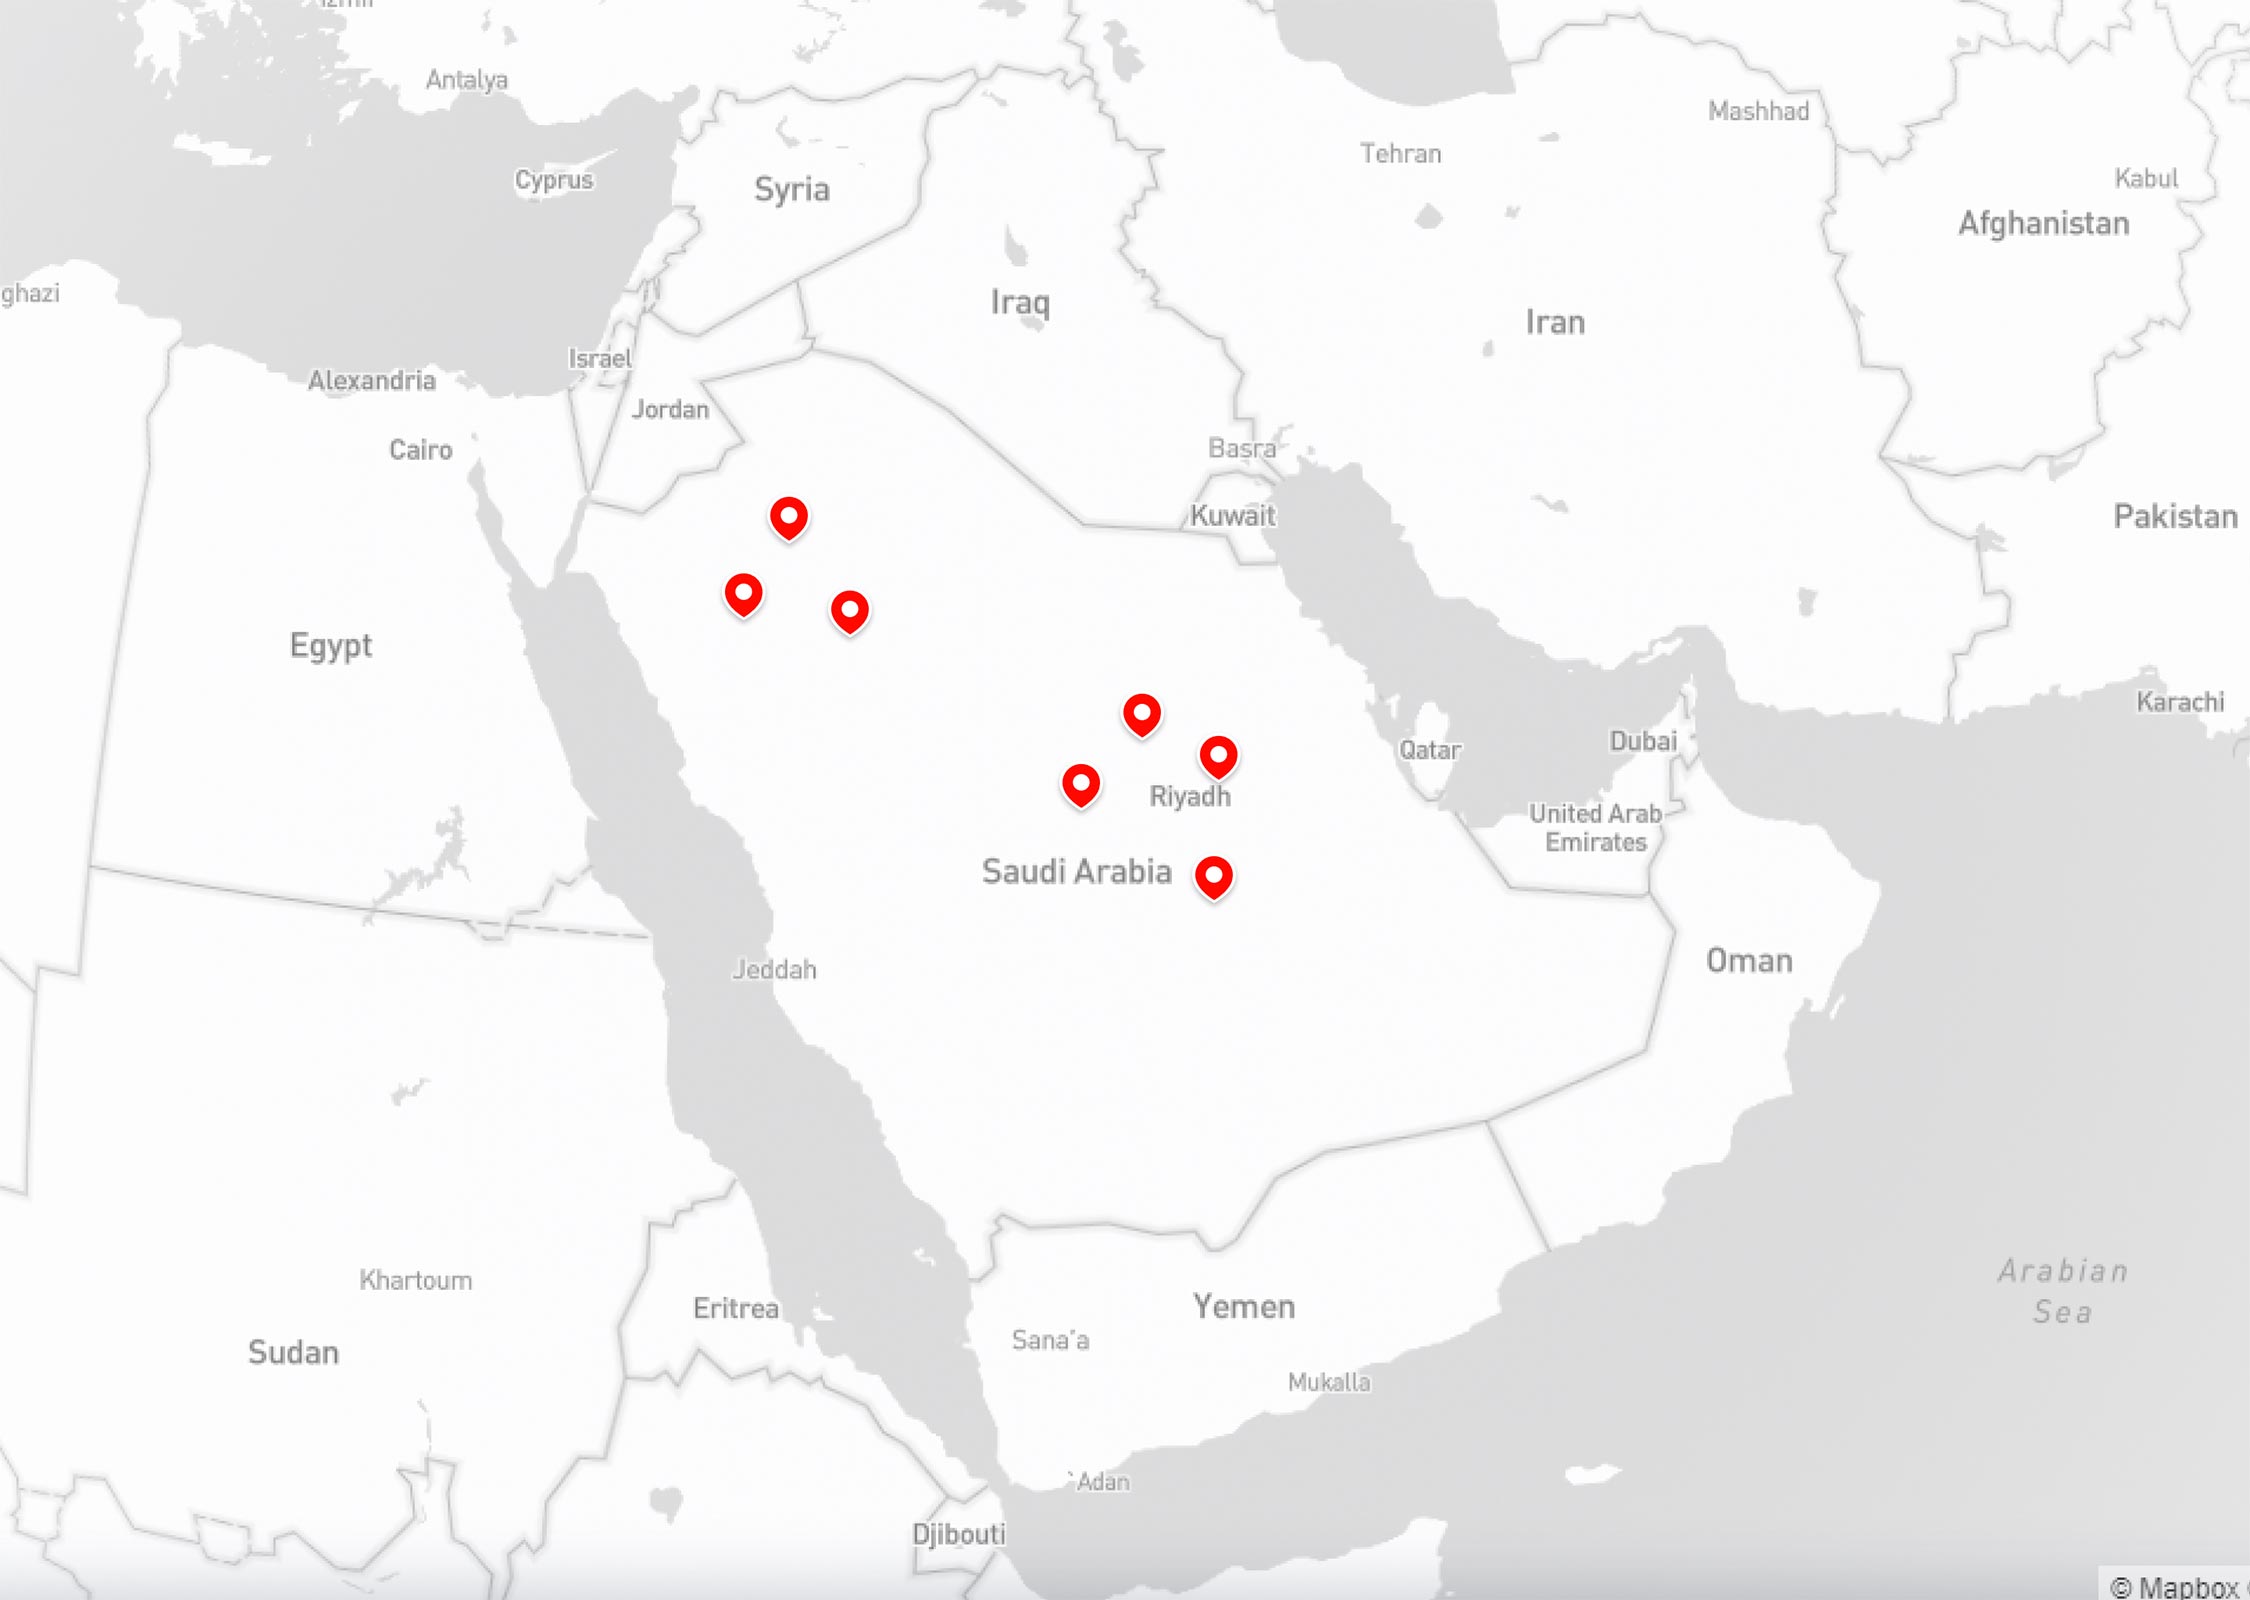 Antalya
Mashhad
Tehran
Cyprus
Syria
Kabul
Afghanistan
ghazi
Iraq
Iran
Israel
Alexandria
Jordan
Cairo
Basra
Kuwait
Pakistan
Egypt
Karachi
Qatar
Dubai
Riyadh
United Arab
Emirates
Saudi Arabia
Oman
Jeddah
Arabian
Sea
Khartoum
Eritrea
Yemen
Sana'a
Sudan
Mukalla
`Adan
Djibouti
© Mapbox